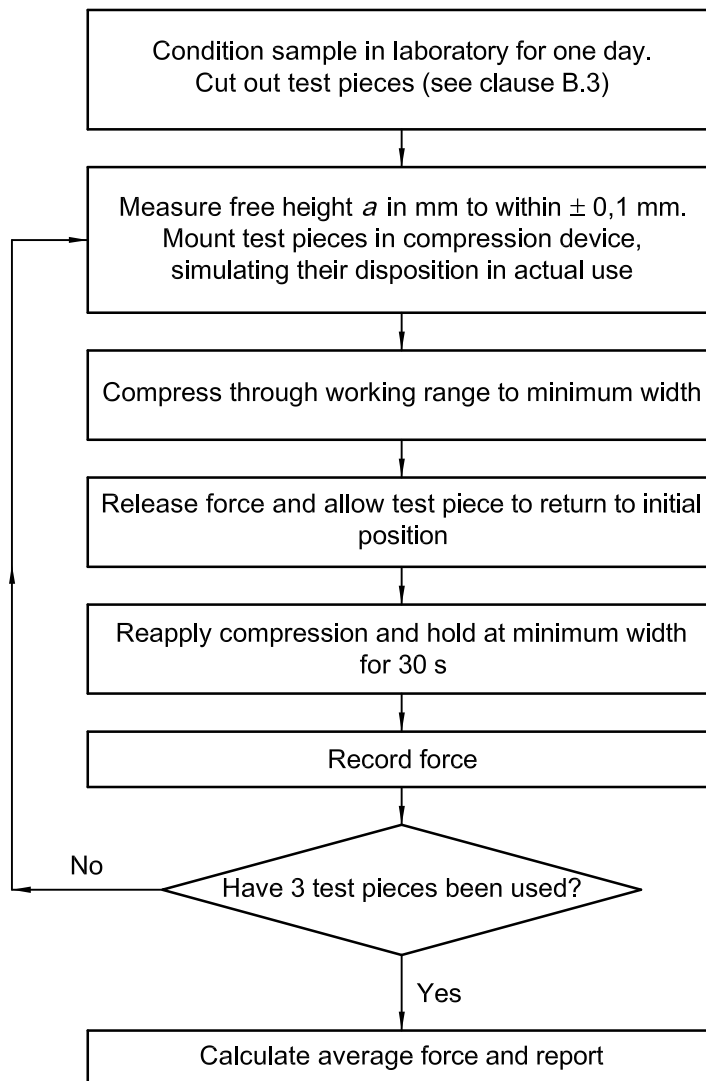 Condition sample in laboratory for one day.
Cut out test pieces (see clause B.3)
Measure free height a in mm to within ± 0,1 mm.
Mount test pieces in compression device,
simulating their disposition in actual use
Compress through working range to minimum width
Release force and allow test piece to return to initial
position
Reapply compression and hold at minimum width
for 30 s
Record force
Have 3 test pieces been used?
No
Yes
Calculate average force and report